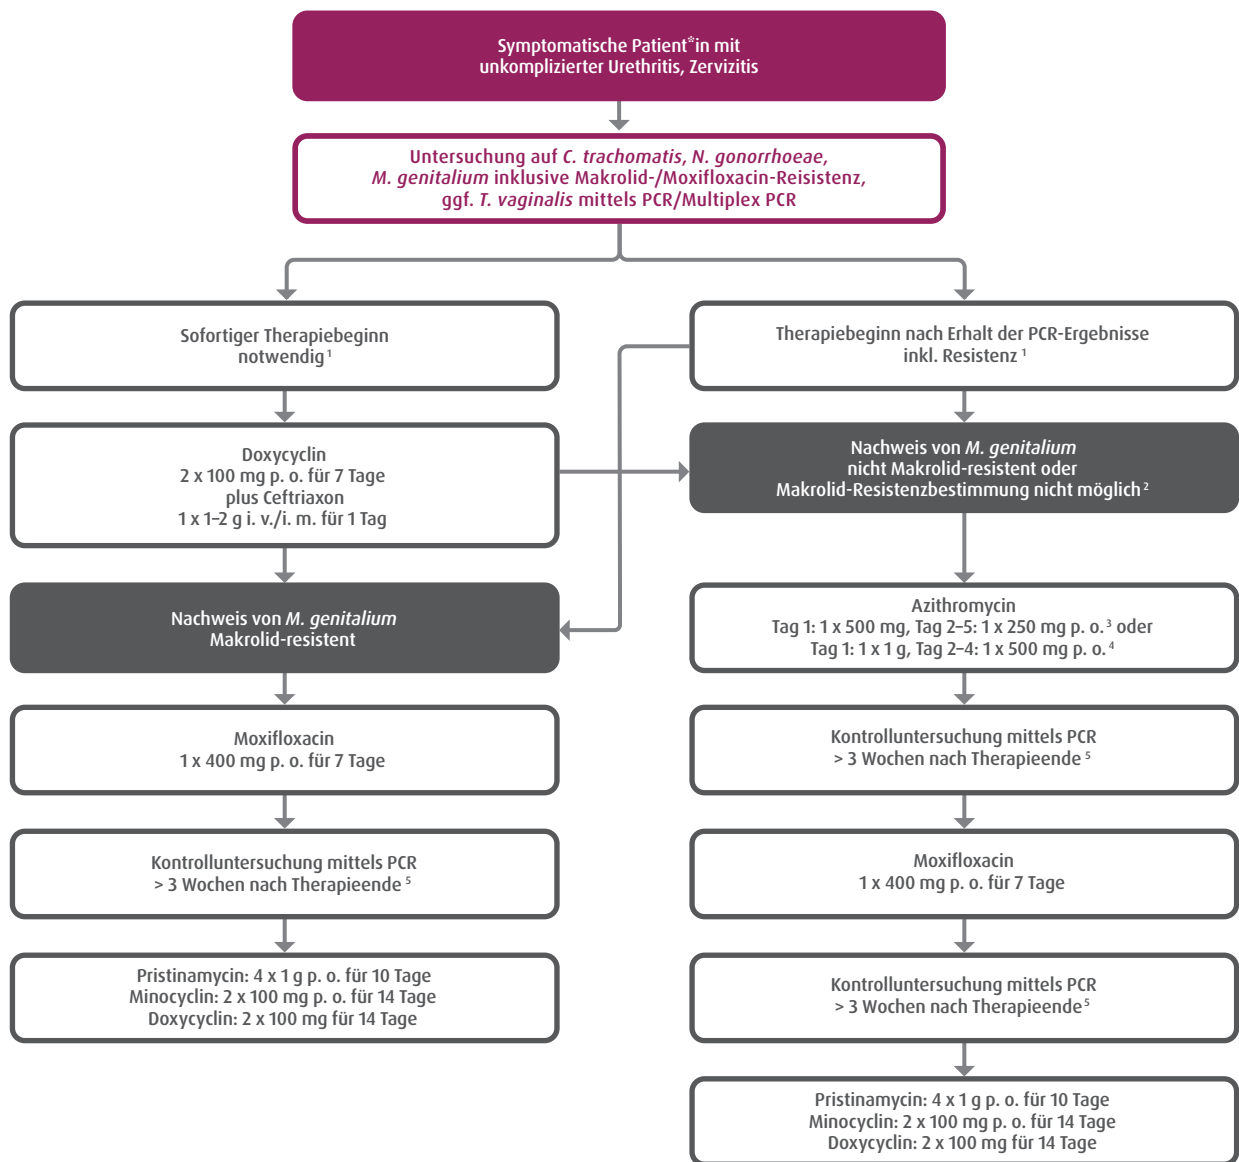 Symptomatische Patient*in mit
unkomplizierter Urethritis, Zervizitis
Untersuchung auf C. trachomatis, N. gonorrhoeae,
M. genitalium inklusive Makrolid-/Moxifloxacin-Reisistenz,
ggf. T. vaginalis mittels PCR/Multiplex PCR
Sofortiger Therapiebeginn
notwendig ¹
Therapiebeginn nach Erhalt der PCR-Ergebnisse
inkl. Resistenz ¹
Doxycyclin
2 x 100 mg p. o. für 7 Tage
plus Ceftriaxon
1 x 1–2 g i. v./i. m. für 1 Tag
Nachweis von M. genitalium
nicht Makrolid-resistent oder
Makrolid-Resistenzbestimmung nicht möglich ²
Nachweis von M. genitalium
Makrolid-resistent
Azithromycin
Tag 1: 1 x 500 mg, Tag 2–5: 1 x 250 mg p. o. ³ oder
Tag 1: 1 x 1 g, Tag 2–4: 1 x 500 mg p. o. ⁴
Moxifloxacin
1 x 400 mg p. o. für 7 Tage
Kontrolluntersuchung mittels PCR
> 3 Wochen nach Therapieende ⁵
Kontrolluntersuchung mittels PCR
> 3 Wochen nach Therapieende ⁵
Moxifloxacin
1 x 400 mg p. o. für 7 Tage
Pristinamycin: 4 x 1 g p. o. für 10 Tage
Minocyclin: 2 x 100 mg p. o. für 14 Tage
Doxycyclin: 2 x 100 mg für 14 Tage
Kontrolluntersuchung mittels PCR
> 3 Wochen nach Therapieende ⁵
Pristinamycin: 4 x 1 g p. o. für 10 Tage
Minocyclin: 2 x 100 mg p. o. für 14 Tage
Doxycyclin: 2 x 100 mg für 14 Tage